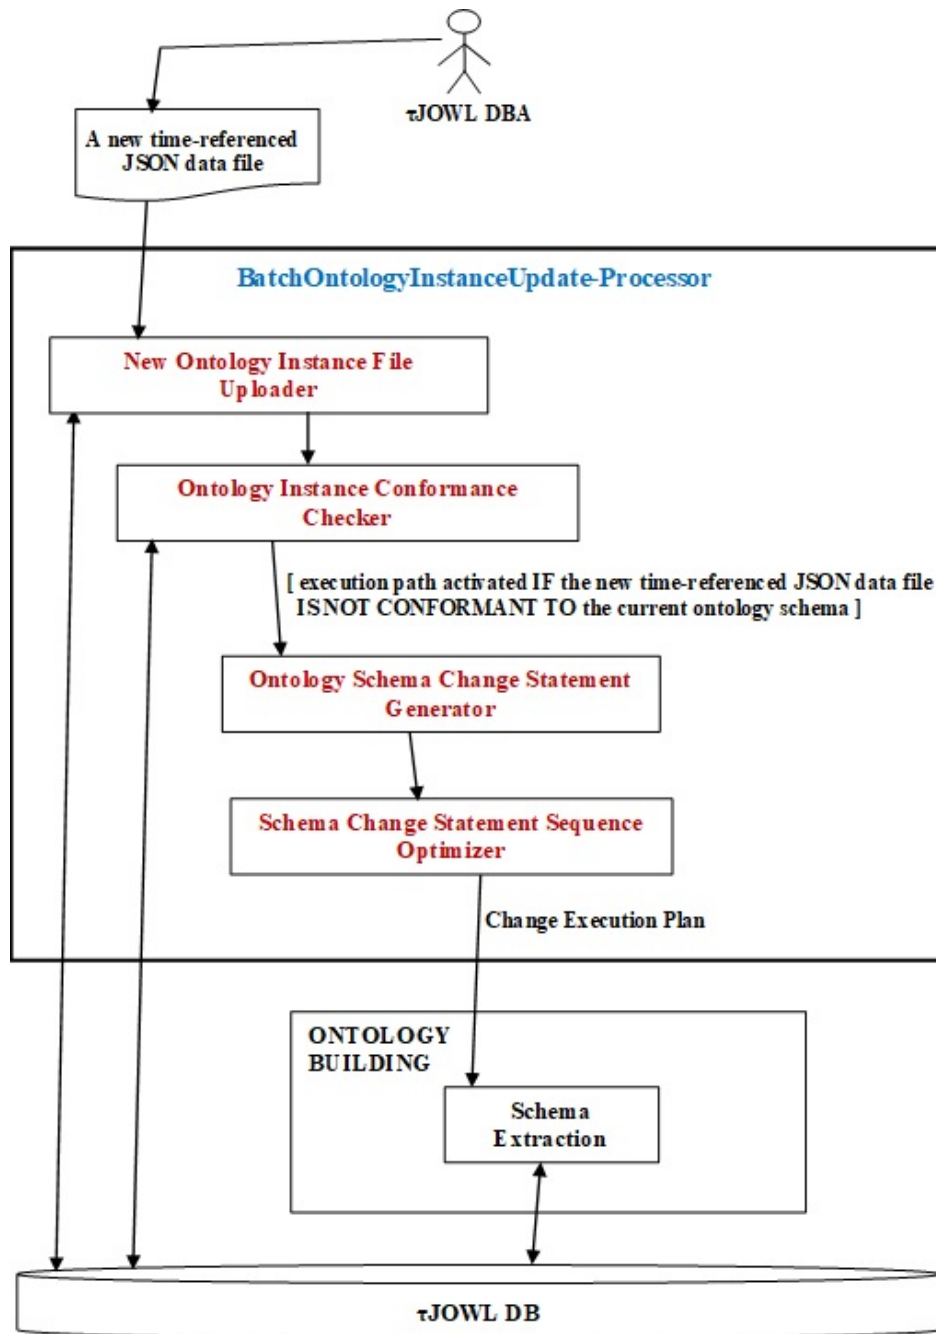 τJOWL DBA
A new time-referenced
JSON data file
BatchOntologyInstanceUpdate-Processor
New Ontology Instance File
Uploader
Ontology Instance Conformance
Checker
[ execution path activated IF the new time-referenced JSON data file
IS NOT CONFORMANT TO the current ontology schema ]
Ontology Schema Change Statement
Generator
Schema Change Statement Sequence
Optimizer
Change Execution Plan
ONTOLOGY
BUILDING
Schema
Extraction
τJOWL DB